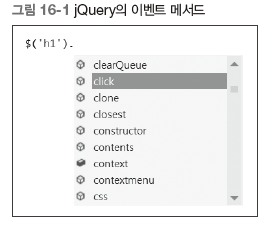 그림 16-1 jQuery의 이벤트 메서드
$('h1').
clearQueue
click
clone
closest
constructor
contents
context
contextmenu
css